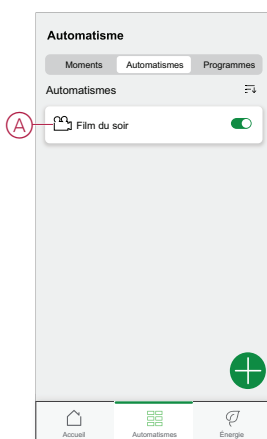 Automatisme
Moments Automatismes Programmes
Automatismes
A Film du soir
Accueil Automatismes Énergie